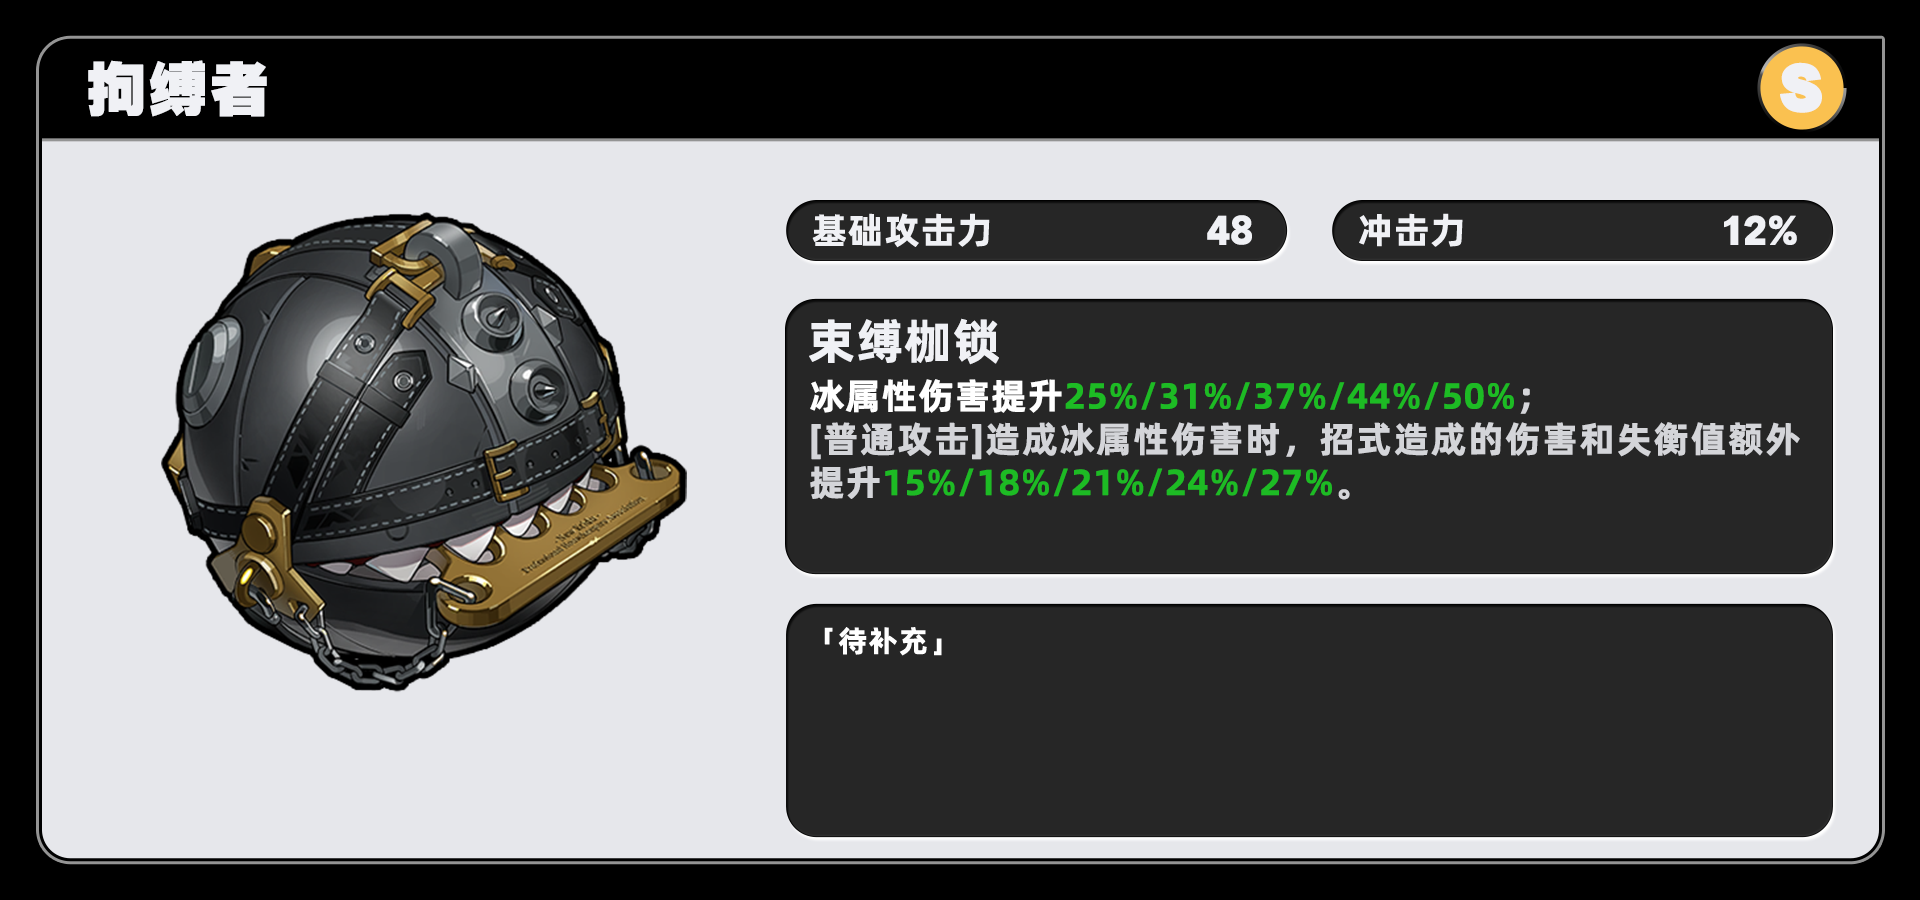 拘缚者
S
基础攻击力 48
冲击力 12%
束缚枷锁
冰属性伤害提升25%/31%/37%/44%/50%；
[普通攻击]造成冰属性伤害时，招式造成的伤害和失衡值额外
提升15%/18%/21%/24%/27%。
「待补充」